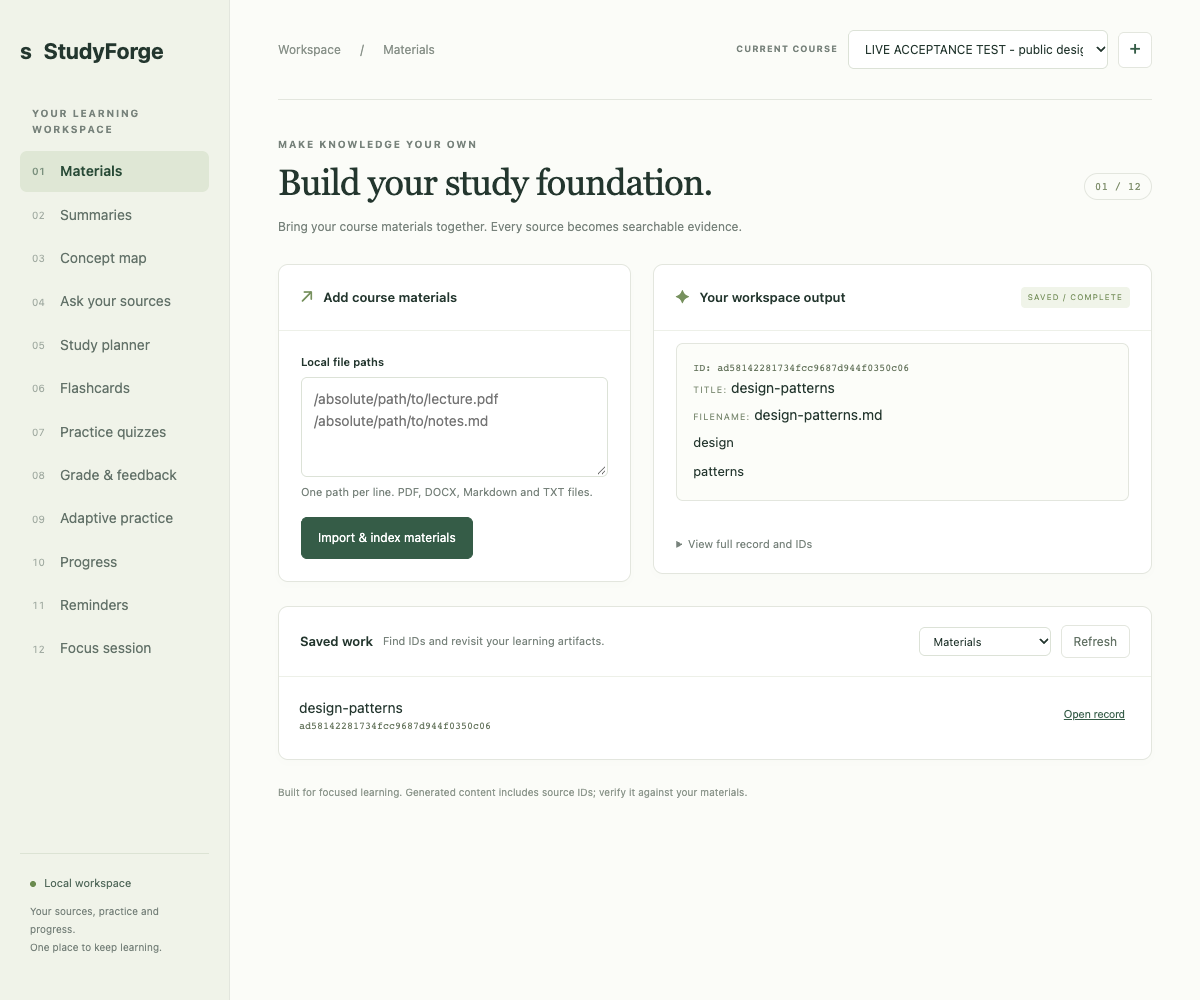 s StudyForge
YOUR LEARNING
WORKSPACE
01 Materials
02 Summaries
03 Concept map
04 Ask your sources
05 Study planner
06 Flashcards
07 Practice quizzes
08 Grade & feedback
09 Adaptive practice
10 Progress
11 Reminders
12 Focus session
Local workspace
Your sources, practice and
progress.
One place to keep learning.
Workspace / Materials
CURRENT COURSE
LIVE ACCEPTANCE TEST - public desig
+
MAKE KNOWLEDGE YOUR OWN
Build your study foundation.
01 / 12
Bring your course materials together. Every source becomes searchable evidence.
Add course materials
Local file paths
/absolute/path/to/lecture.pdf
/absolute/path/to/notes.md
One path per line. PDF, DOCX, Markdown and TXT files.
Import & index materials
Your workspace output
SAVED / COMPLETE
ID: ad58142281734fcc9687d944f0350c06
TITLE: design-patterns
FILENAME: design-patterns.md
design
patterns
View full record and IDs
Saved work Find IDs and revisit your learning artifacts.
Materials
Refresh
design-patterns
ad58142281734fcc9687d944f0350c06
Open record
Built for focused learning. Generated content includes source IDs; verify it against your materials.